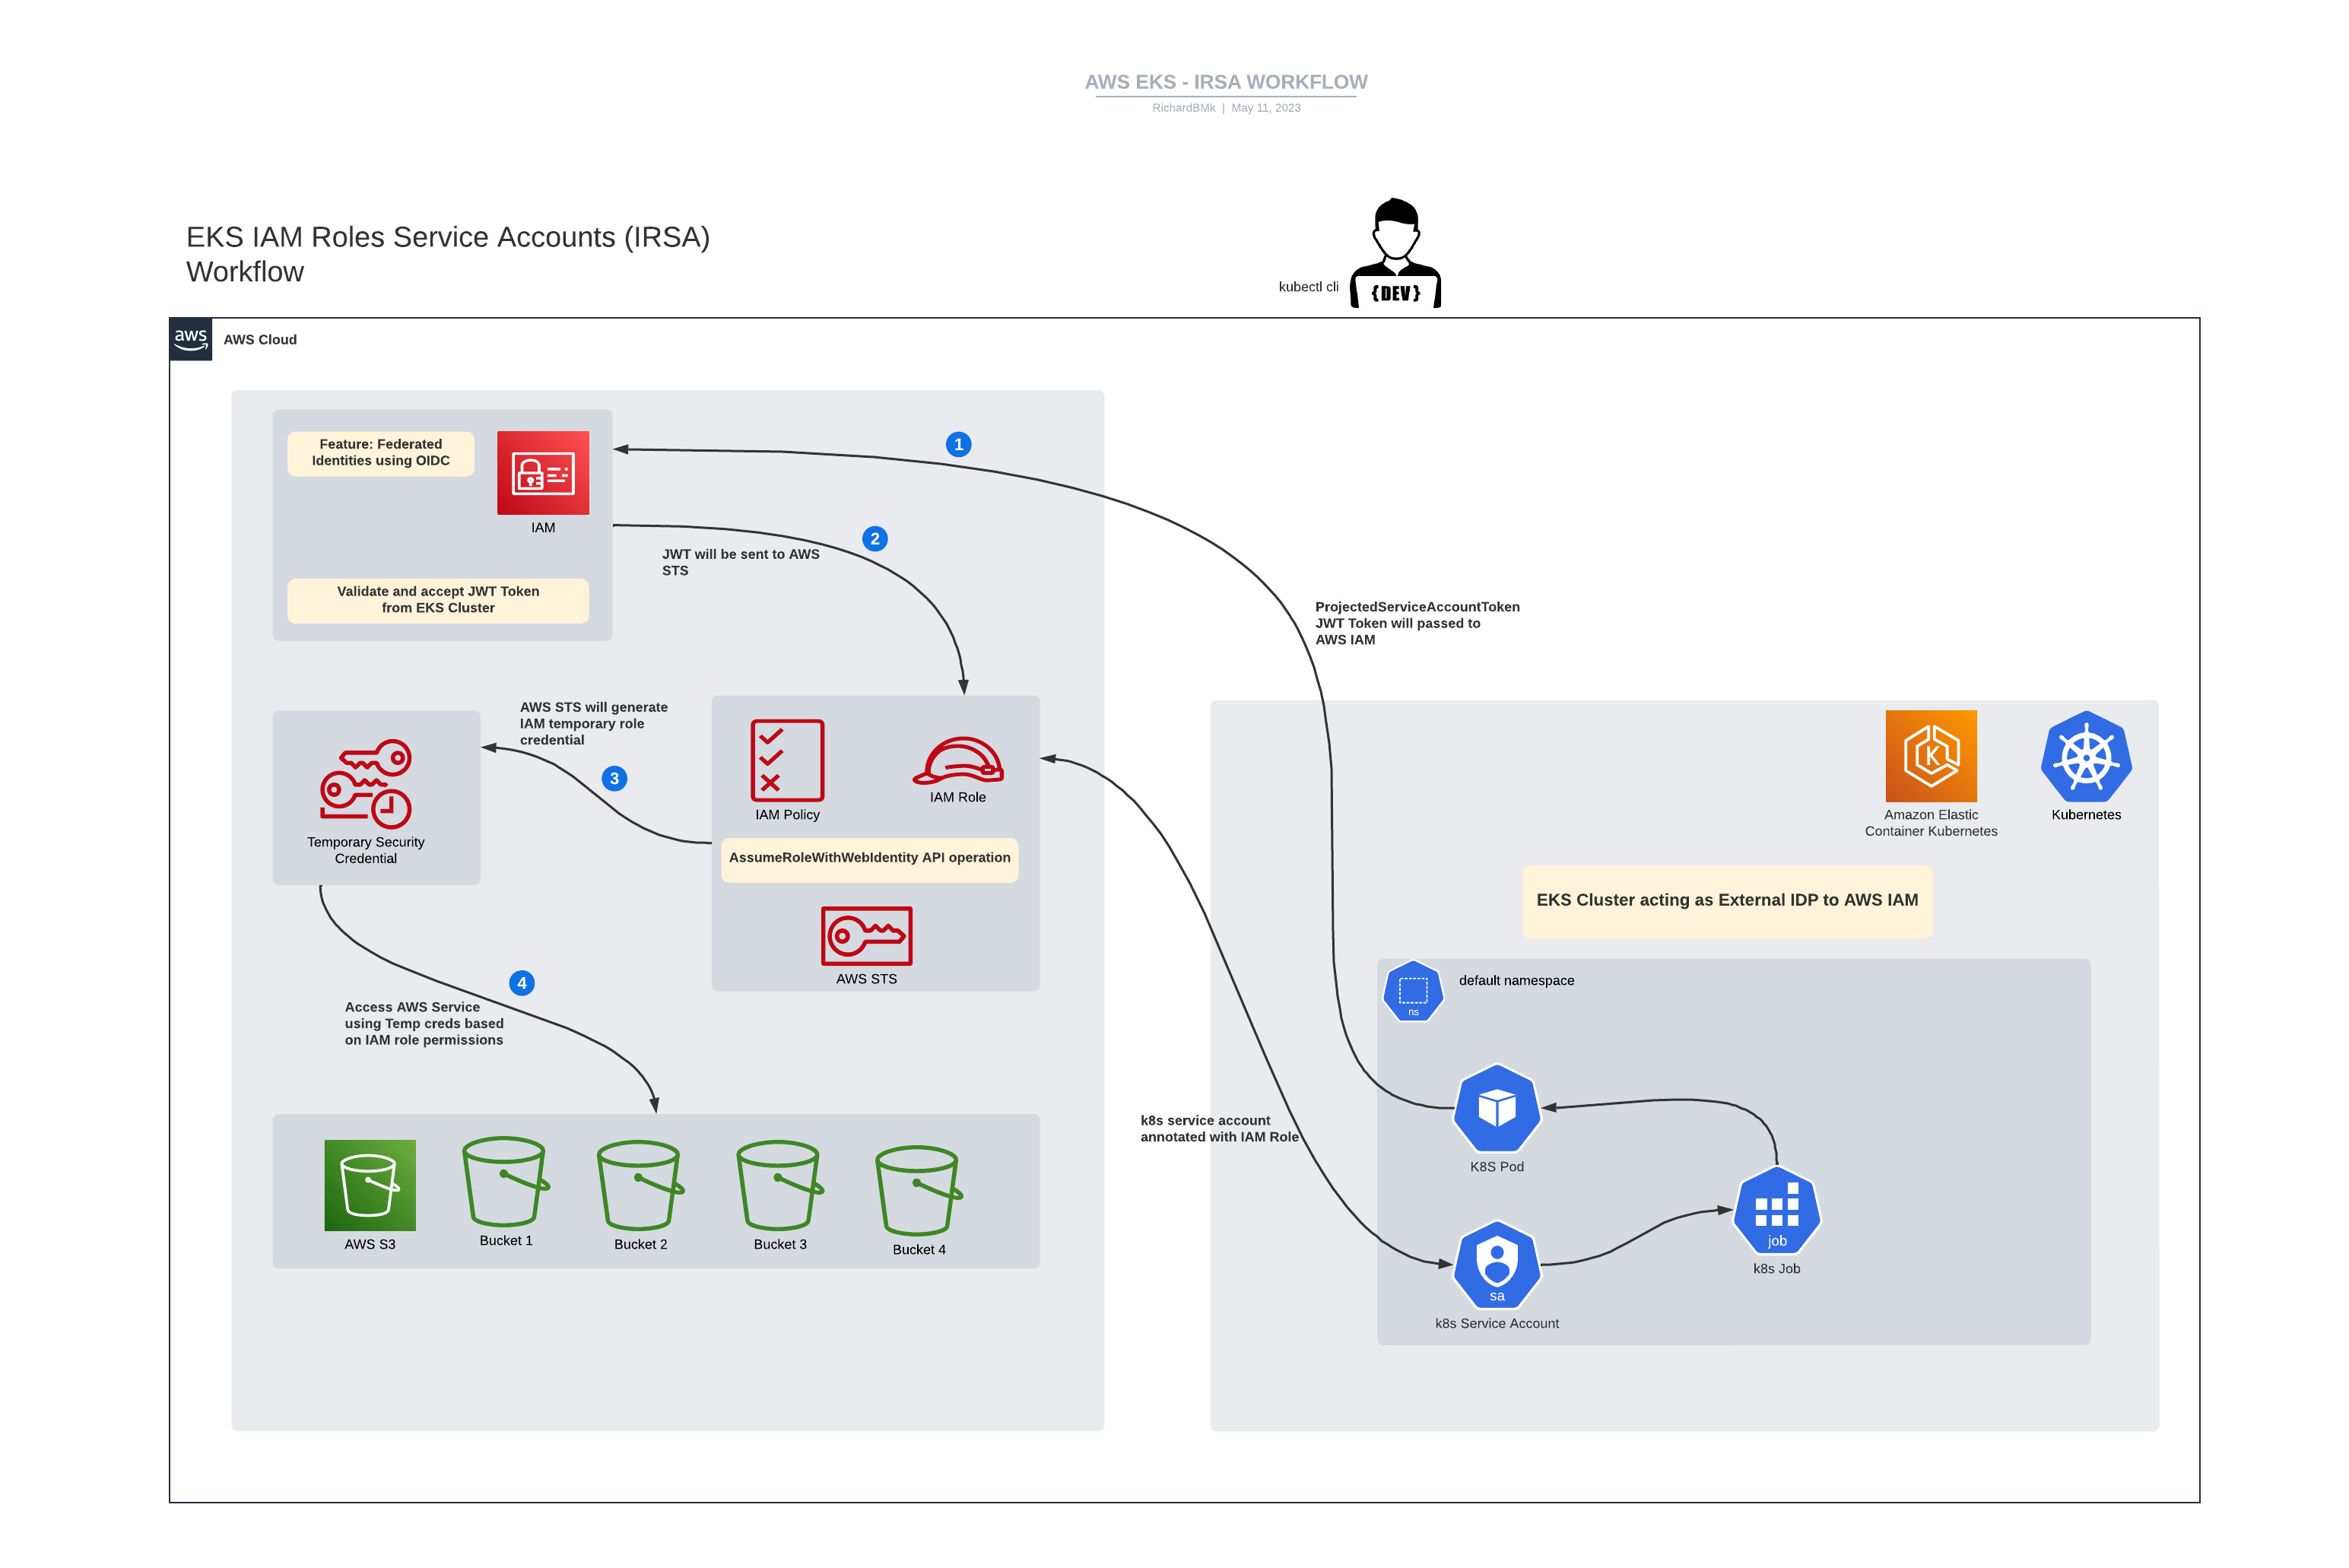 AWS EKS - IRSA WORKFLOW
RichardBMk | May 11, 2023
EKS IAM Roles Service Accounts (IRSA)
Workflow
kubectl cli
{DEV}
aws
AWS Cloud
Feature: Federated
Identities using OIDC
IAM
Validate and accept JWT Token
from EKS Cluster
1
2
JWT will be sent to AWS
STS
ProjectedServiceAccountToken
JWT Token will passed to
AWS IAM
AWS STS will generate
IAM temporary role
credential
3
Temporary Security
Credential
IAM Policy
IAM Role
AssumeRoleWithWebIdentity API operation
AWS STS
4
Access AWS Service
using Temp creds based
on IAM role permissions
AWS S3
Bucket 1
Bucket 2
Bucket 3
Bucket 4
k8s service account
annotated with IAM Role
K
Amazon Elastic
Container Kubernetes
Kubernetes
EKS Cluster acting as External IDP to AWS IAM
ns
default namespace
K8S Pod
job
k8s Job
sa
k8s Service Account